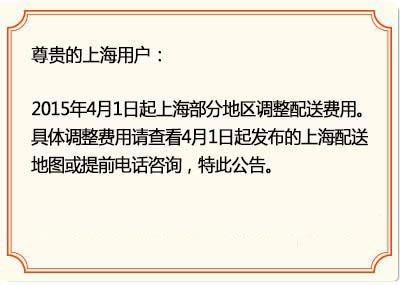 尊贵的上海用户：
2015年4月1日起上海部分地区调整配送费用。
具体调整费用请查看4月1日起发布的上海配送
地图或提前电话咨询，特此公告。